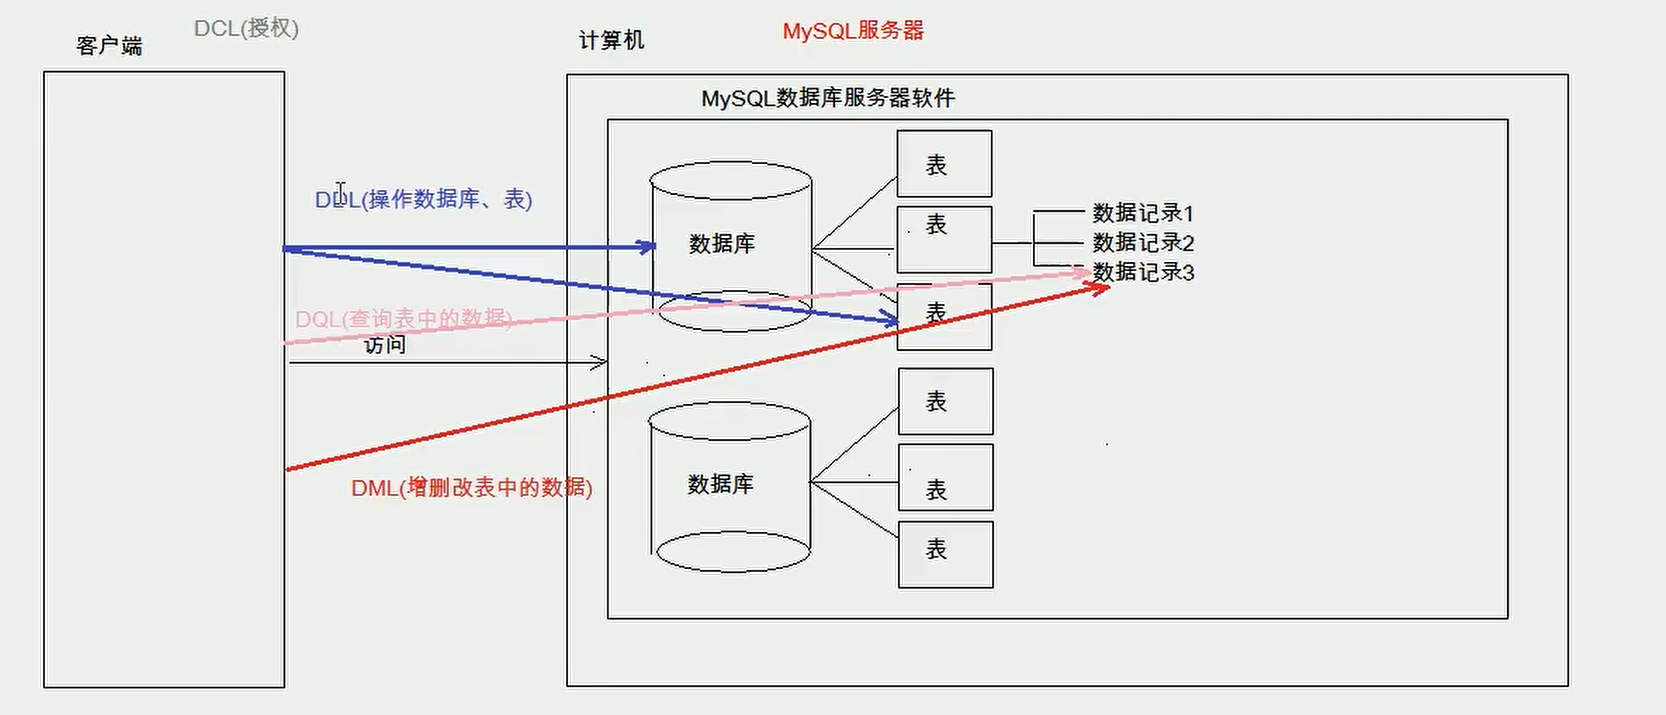 DCL(授权)
客户端
计算机
MySQL服务器
MySQL数据库服务器软件
DDL(操作数据库、表)
数据库
表
表
表
数据记录1
数据记录2
数据记录3
DQL(查询表中的数据)
访问
DML(增删改表中的数据)
数据库
表
表
表